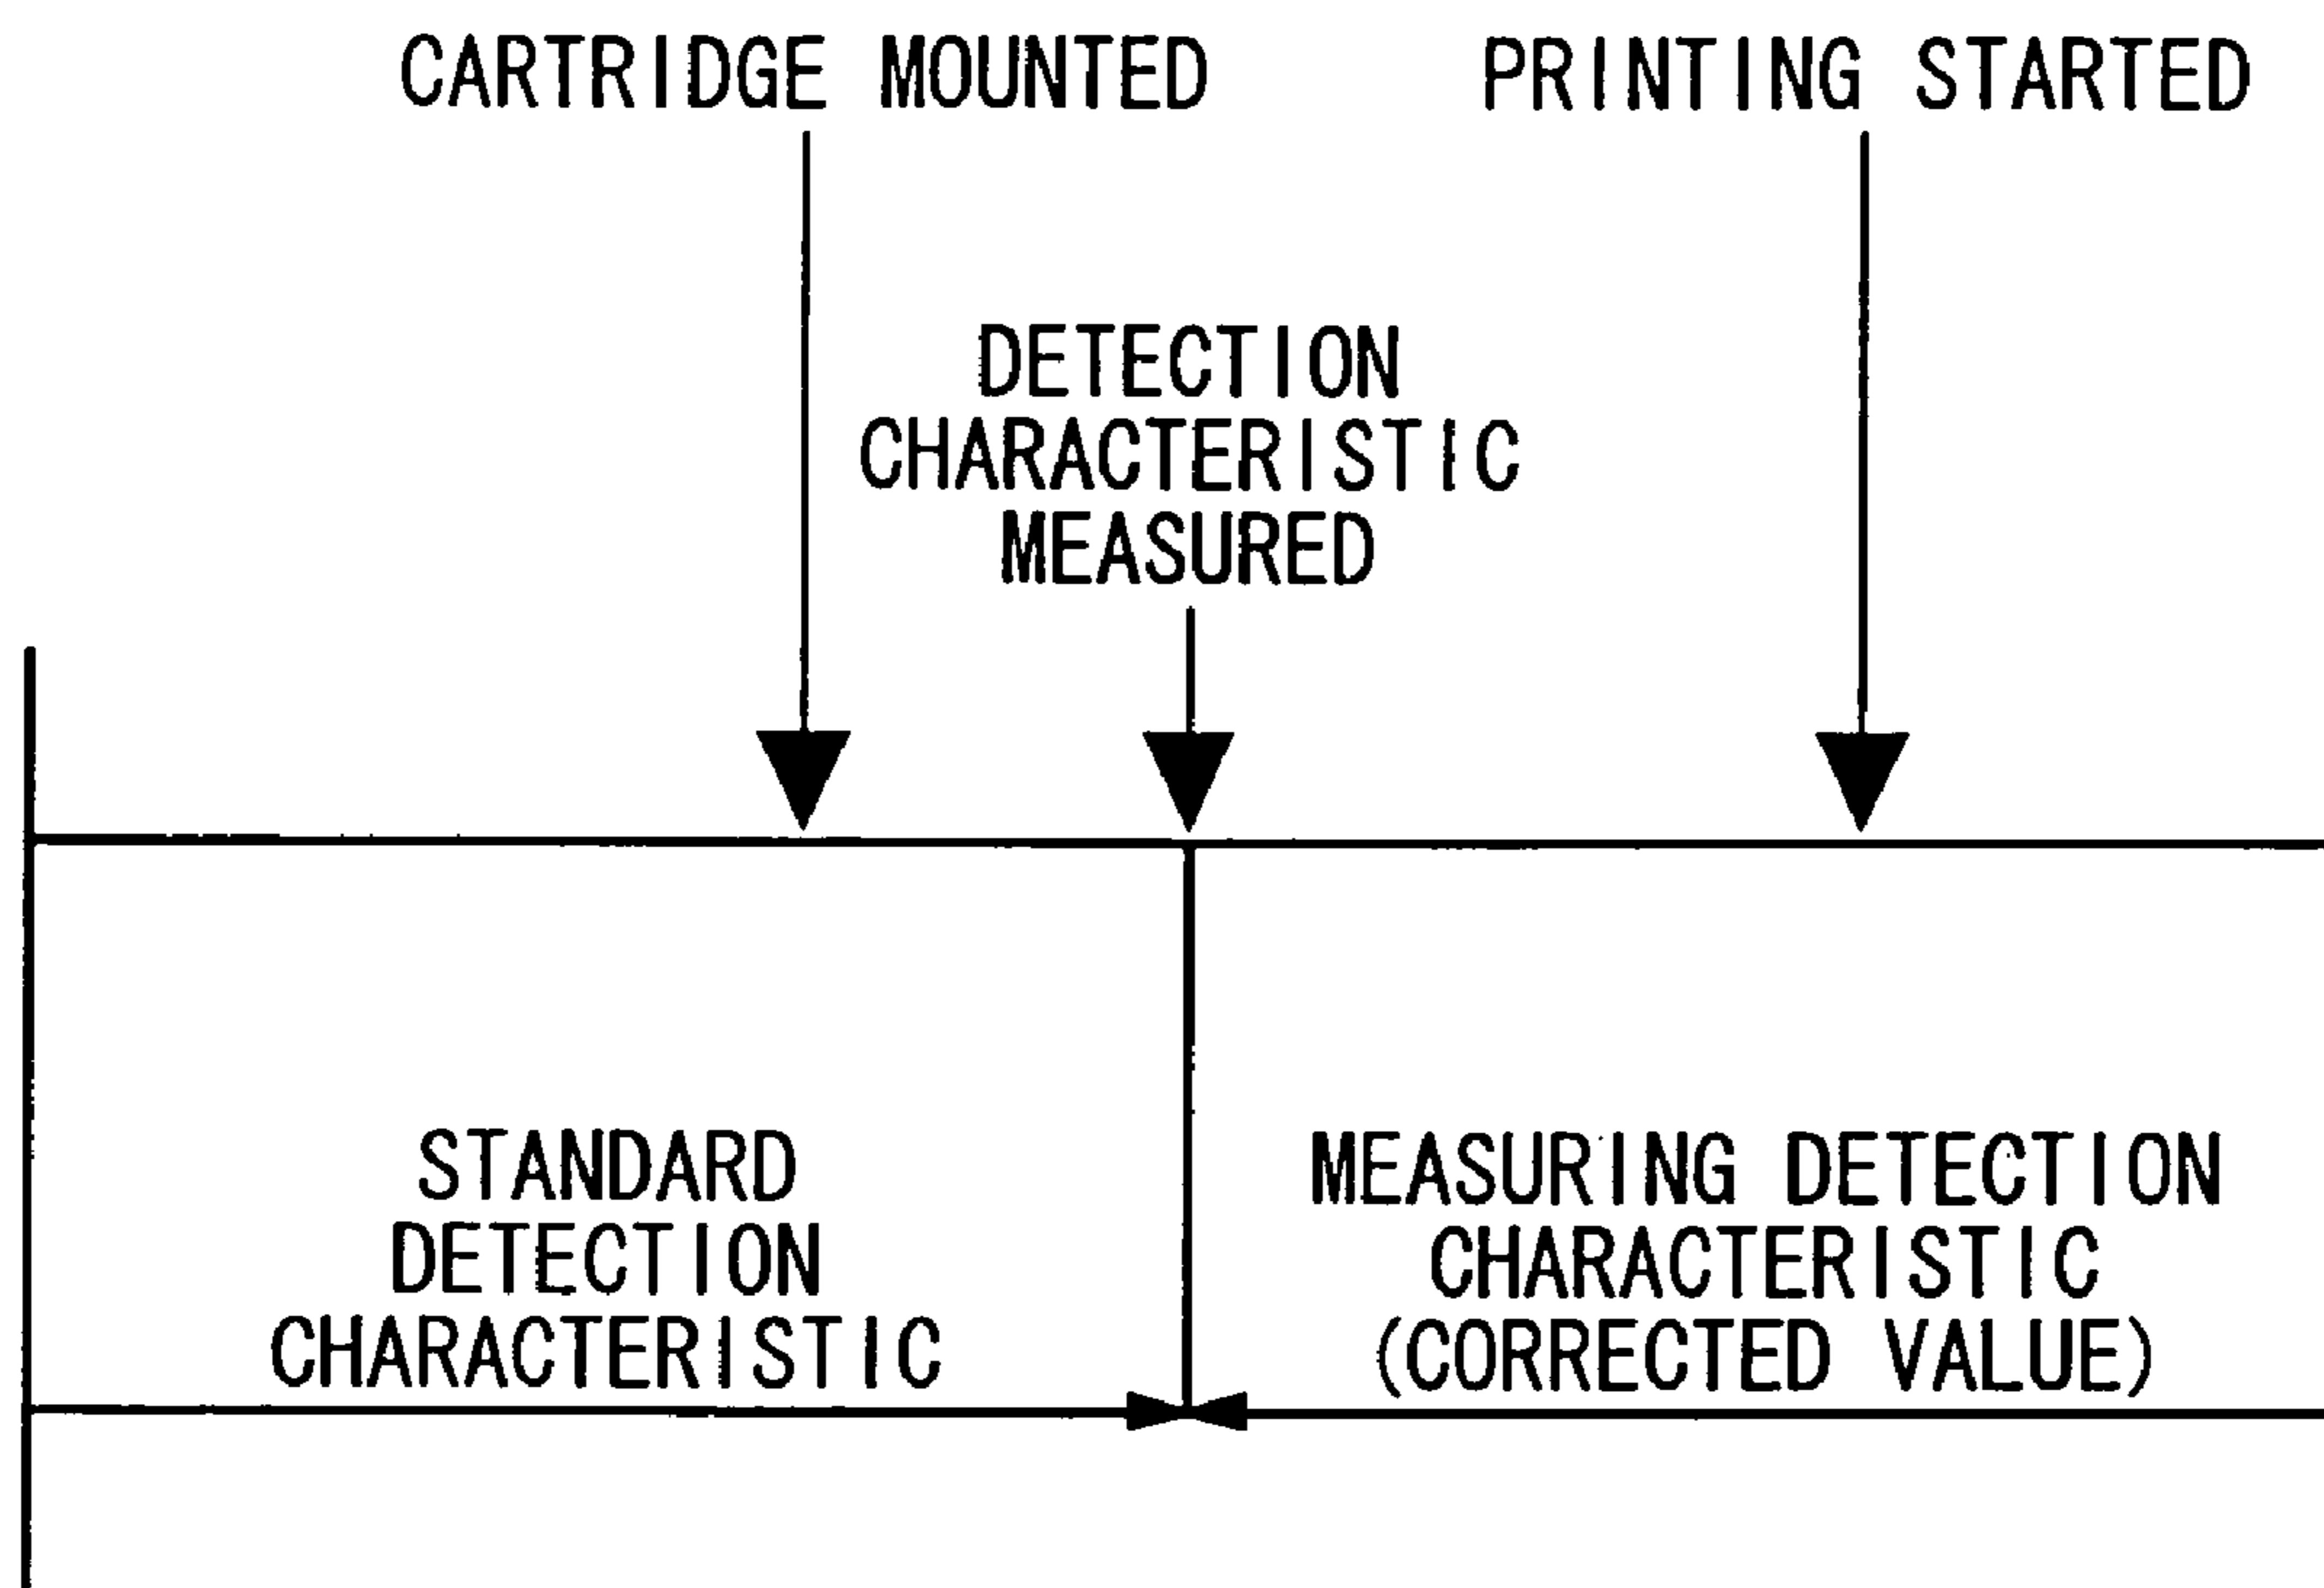 CARTRIDGE MOUNTED
PRINTING STARTED
DETECTION
CHARACTERISTIC
MEASURED
STANDARD
DETECTION
CHARACTERISTIC
MEASURING DETECTION
CHARACTERISTIC
(CORRECTED VALUE)